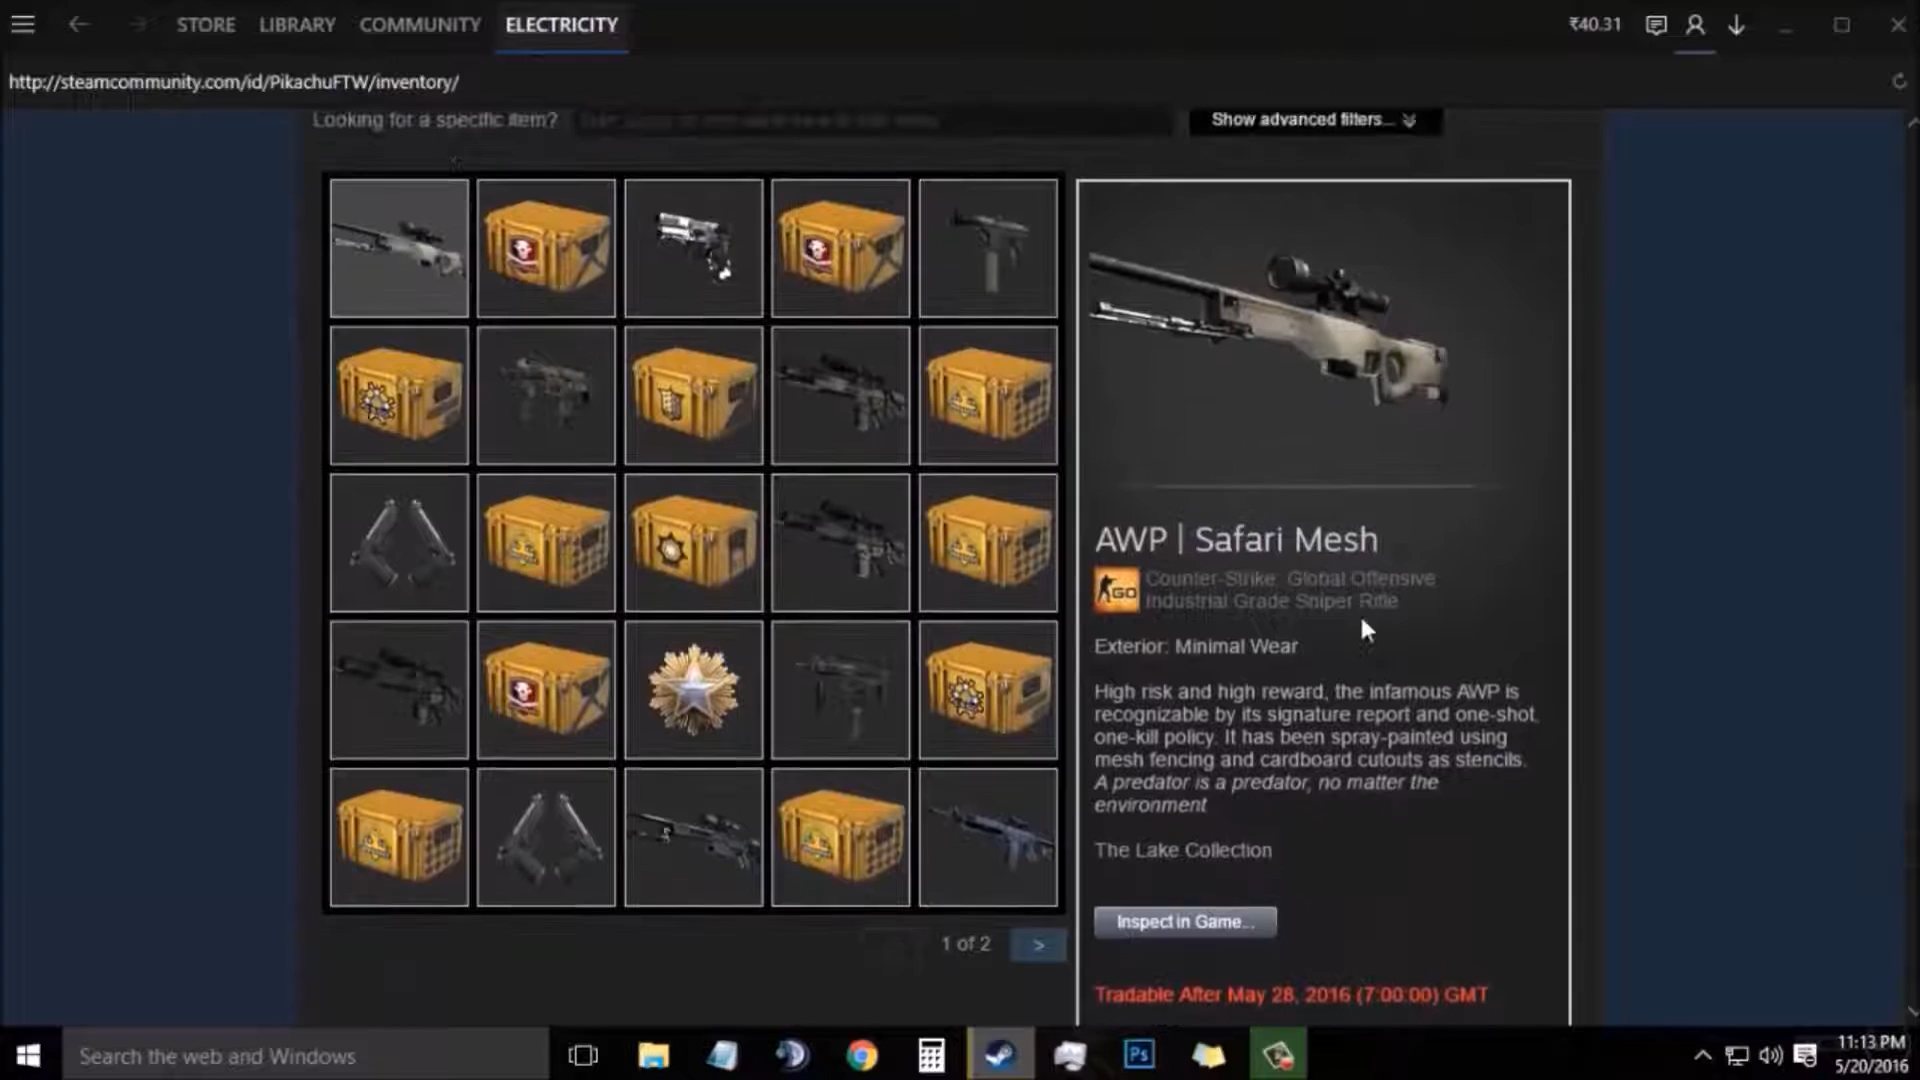 STORE LIBRARY COMMUNITY ELECTRICITY ₹40.31
http://steamcommunity.com/id/PikachuFTW/inventory/
Looking for a specific item? Show advanced filters...
AWP | Safari Mesh
GO
Counter-Strike: Global Offensive
Industrial Grade Sniper Rifle
Exterior: Minimal Wear
High risk and high reward, the infamous AWP is
recognizable by its signature report and one-shot,
one-kill policy. It has been spray-painted using
mesh fencing and cardboard cutouts as stencils.
A predator is a predator, no matter the
environment
The Lake Collection
Inspect in Game...
1 of 2 >
Tradable After May 28, 2016 (7:00:00) GMT
Search the web and Windows
Ps
11:13 PM
5/20/2016